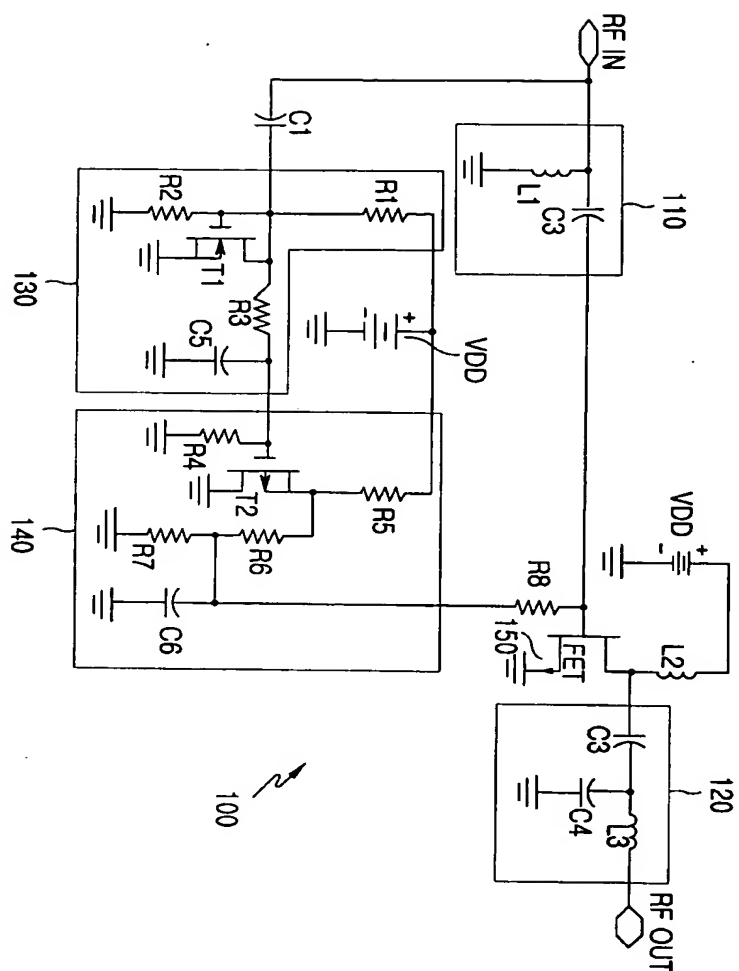 RF IN
C1
L1
C3
110
R1
R2
T1
R3
C5
130
VDD
+
-
R4
T2
R5
R6
R7
C6
140
R8
150
FET
VDD
+
-
L2
C3
C4
L3
120
RF OUT
100